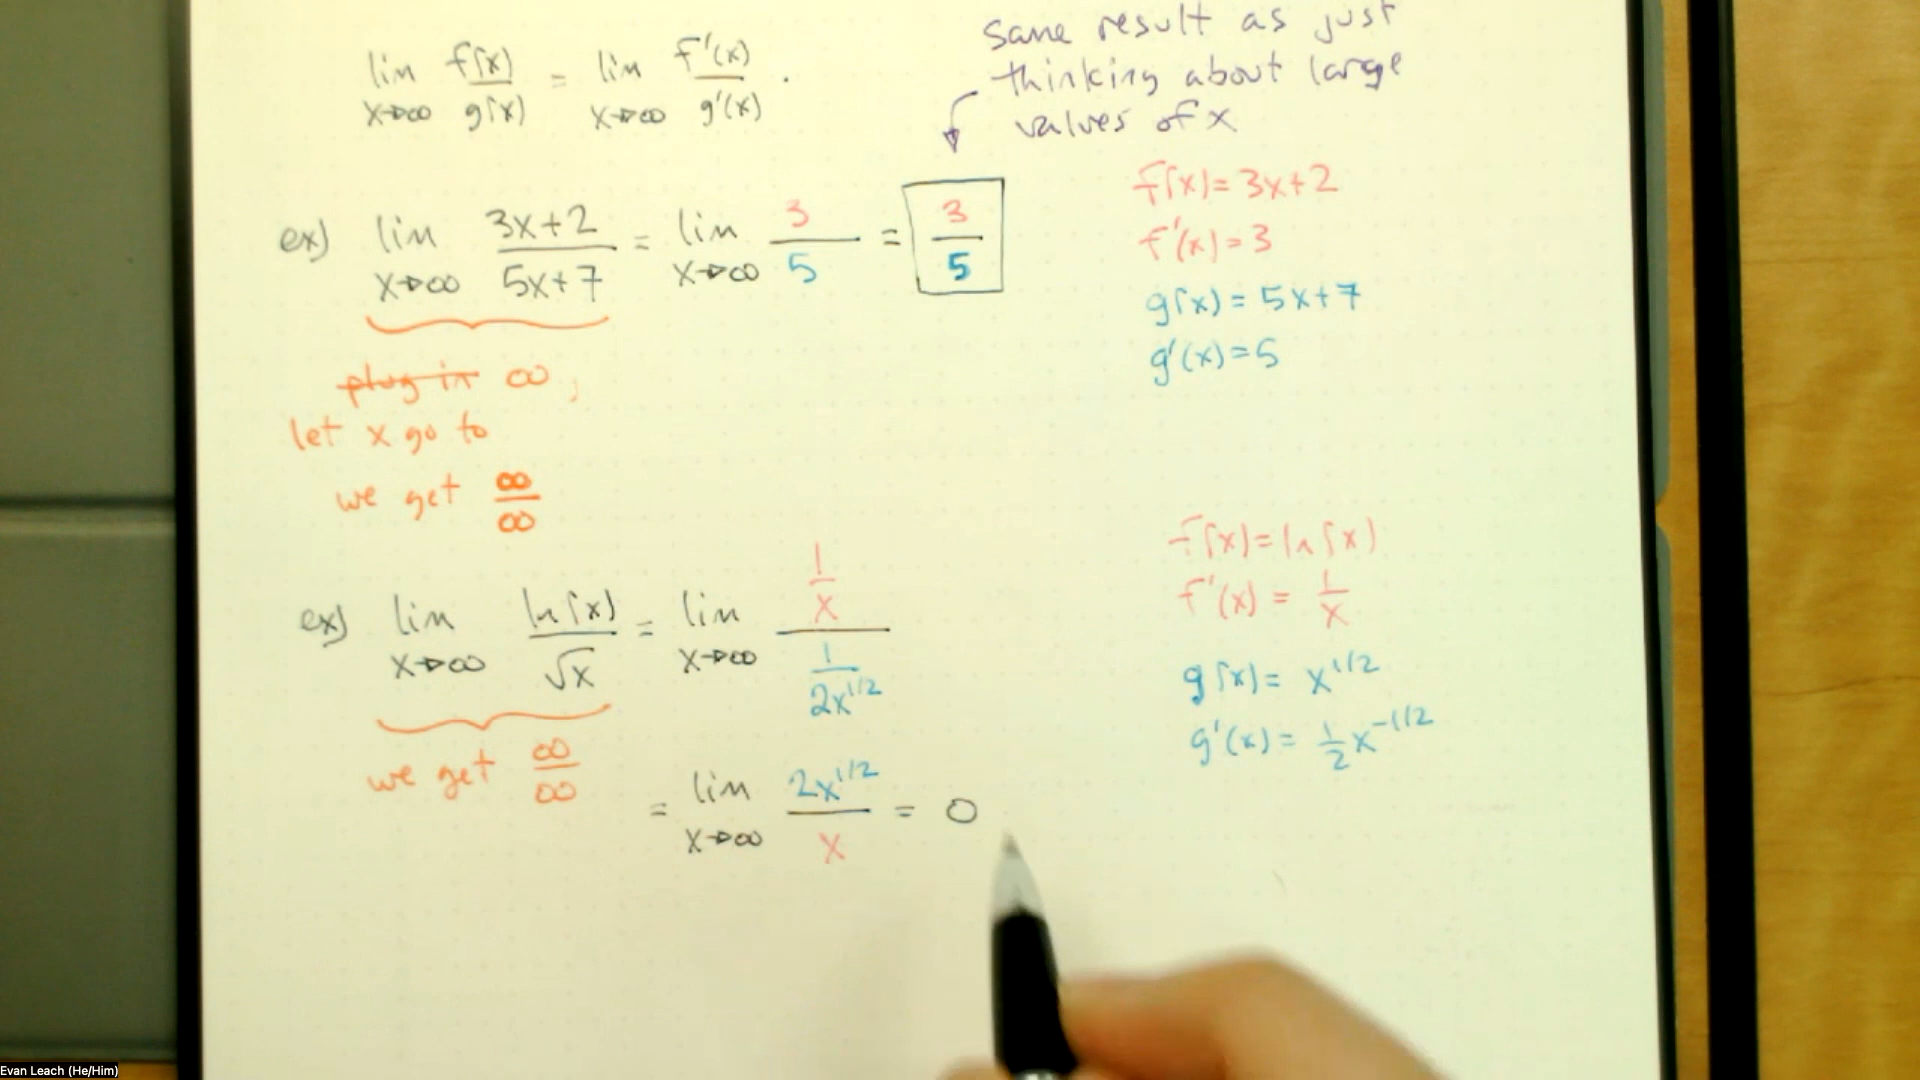 lim f(x)/g(x) = lim f'(x)/g'(x) .
x→∞ x→∞
same result as just
thinking about large
values of x
ex) lim 3x+2/5x+7 = lim 3/5 = 3/5
x→∞ x→∞
plug in ∞,
let x go to
we get ∞/∞
f(x)=3x+2
f'(x)=3
g(x)=5x+7
g'(x)=5
ex) lim ln(x)/√x = lim 1/x / 1/2x^1/2
x→∞ x→∞
we get ∞/∞
= lim 2x^1/2/x = 0
x→∞
f(x)=ln(x)
f'(x)=1/x
g(x)=x^1/2
g'(x)=1/2x^-1/2
Evan Leach (He/Him)